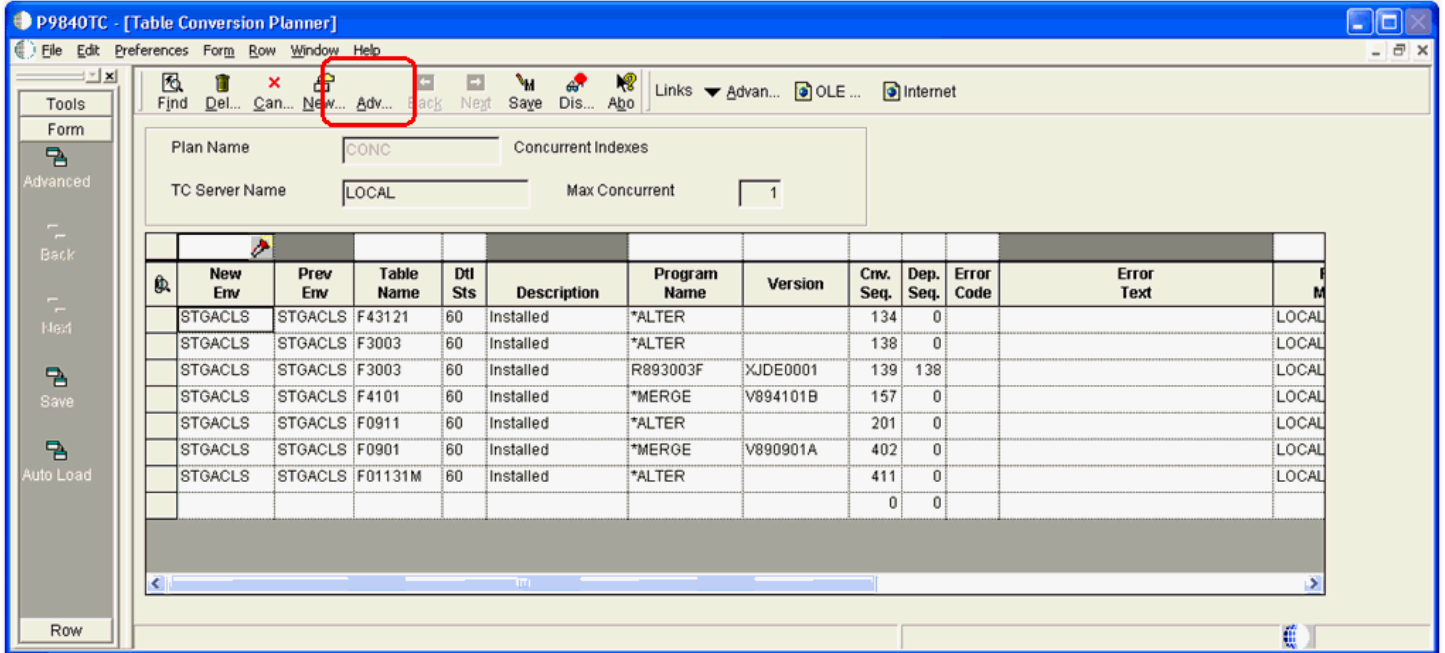 P9840TC - [Table Conversion Planner]
File Edit Preferences Form Row Window Help
Find Del... Can... New... Adv... Back Next Save Dis... Abo Links Advan... OLE ... Internet
Tools
Form
Advanced
Back
Next
Save
Auto Load
Row
Plan Name CONC Concurrent Indexes
TC Server Name LOCAL Max Concurrent 1
New Env Prev Env Table Name Dtl Sts Description Program Name Version Cnv. Seq. Dep. Seq. Error Code Error Text
STGACLS STGACLS F43121 60 Installed *ALTER 134 0 LOCAL
STGACLS STGACLS F3003 60 Installed *ALTER 138 0 LOCAL
STGACLS STGACLS F3003 60 Installed R893003F XJDE0001 139 138 LOCAL
STGACLS STGACLS F4101 60 Installed *MERGE V894101B 157 0 LOCAL
STGACLS STGACLS F0911 60 Installed *ALTER 201 0 LOCAL
STGACLS STGACLS F0901 60 Installed *MERGE V890901A 402 0 LOCAL
STGACLS STGACLS F01131M 60 Installed *ALTER 411 0 LOCAL
0 0